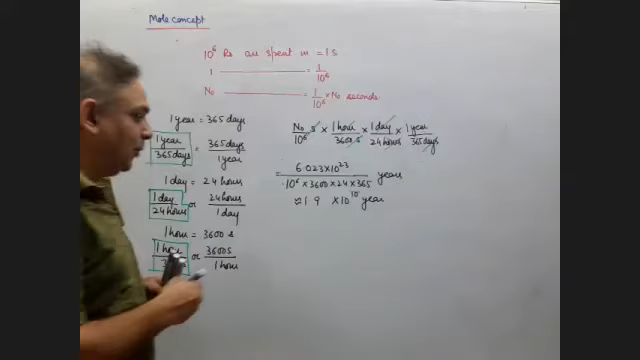 Mole concept
10⁶ Rs are spent in = 1 s
1 ———— = 1/10⁶
N₀ ———— = 1/10⁶ × N₀ seconds
1 year = 365 days
1 year/365 days = 365 days/1 year
1 day = 24 hours
1 day/24 hours or 24 hours/1 day
1 hour = 3600 s
1 hour/3 or 3600 s/1 hour
N₀ s/10⁶ × 1 hour/3600 s × 1 day/24 hours × 1 year/365 days
= 6.023 × 10²³/10⁶ × 3600 × 24 × 365 years
≈ 1 9 × 10¹⁰ year